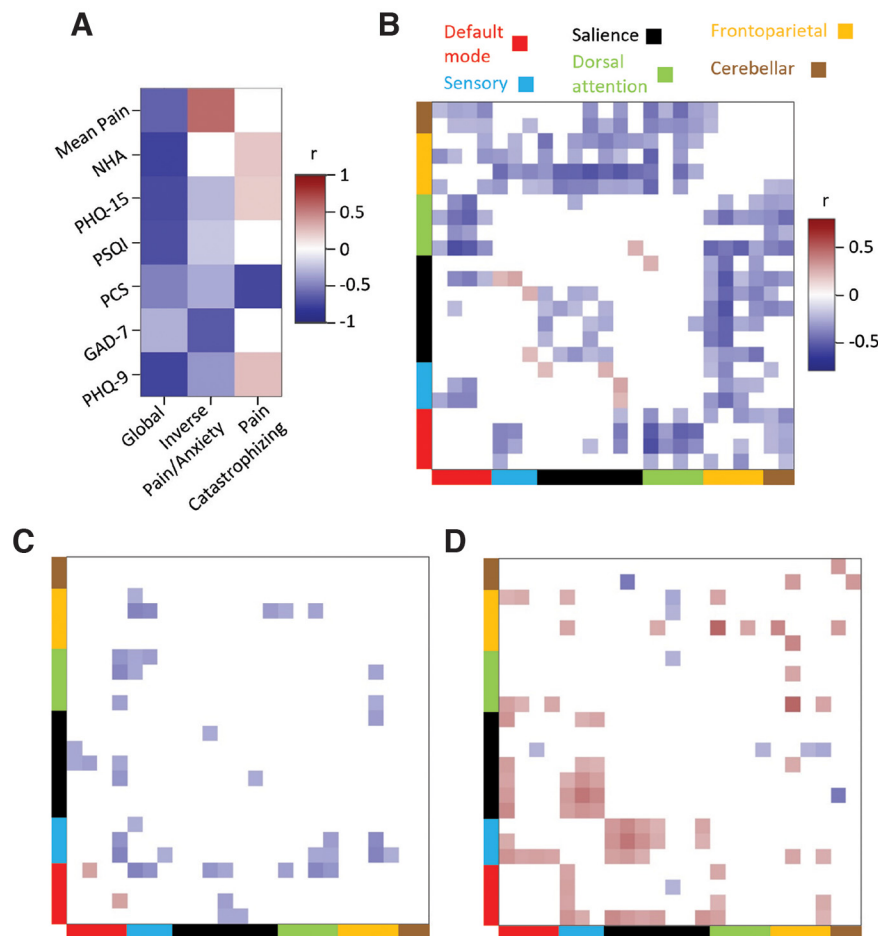 A
Mean Pain
NHA
PHQ-15
PSQI
PCS
GAD-7
PHQ-9
Global
Inverse
Pain/Anxiety
Pain
Catastrophizing
r
1
0.5
0
-0.5
-1
B
Default
mode
Sensory
Salience
Dorsal
attention
Frontoparietal
Cerebellar
r
0.5
0
-0.5
C
D